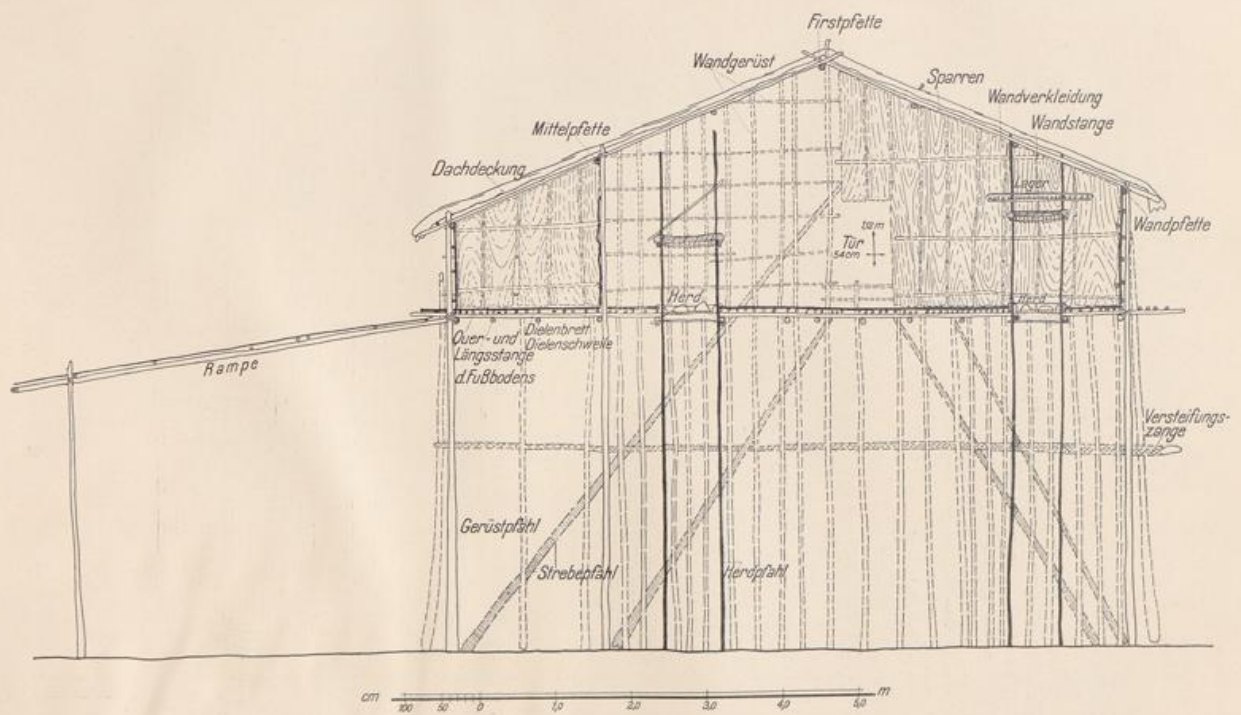 Firstpfette
Wandgerüst
Sparren
Wandverkleidung
Mittelpfette
Wandstange
Dachdeckung
Lager
Wandpfette
Tür
54cm
Herd
Herd
Quer- und
Längsstange
d. Fußbodens
Dielenbrett
Dielenschwelle
Rampe
Versteifungs-
zange
Gerüstpfahl
Strebepfahl
Herdpfahl
cm
100 50 0 1,0 2,0 3,0 4,0 5,0
m